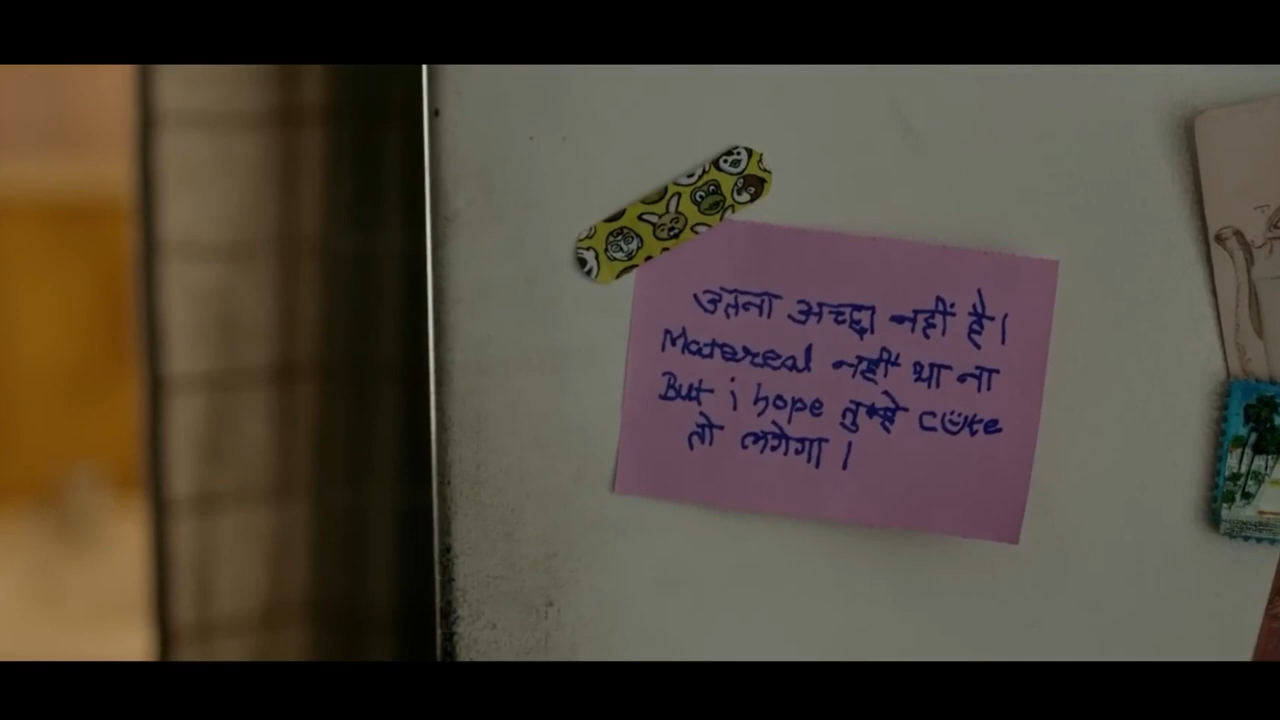 उतना अच्छा नहीं है।
Matereal नहीं था ना
But i hope तुम्हे cute
तो लगेगा।